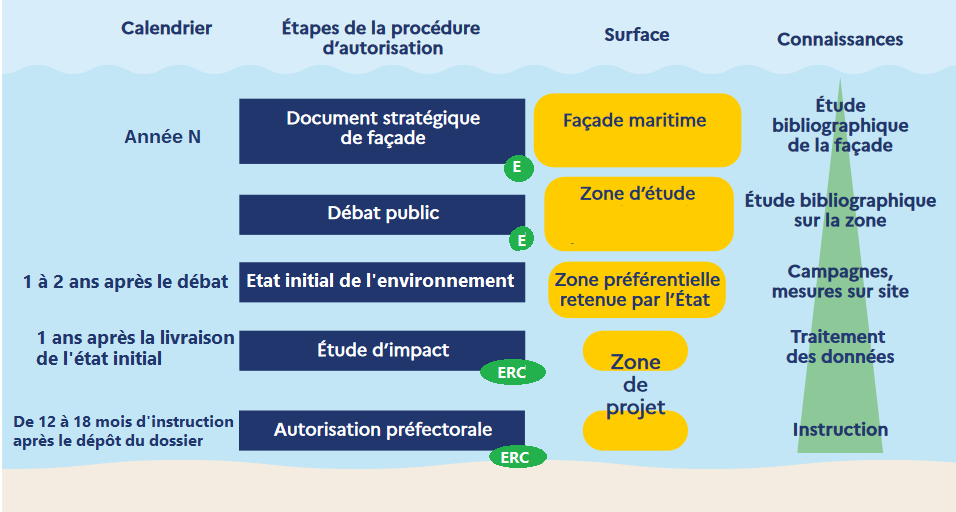 Calendrier
Étapes de la procédure
d'autorisation
Surface
Connaissances
Année N
Document stratégique
de façade
E
Façade maritime
Étude
bibliographique
de la façade
Débat public
E
Zone d'étude
Étude bibliographique
sur la zone
1 à 2 ans après le débat
Etat initial de l'environnement
Zone préférentielle
retenue par l'État
Campagnes,
mesures sur site
1 ans après la livraison
de l'état initial
Étude d'impact
ERC
Zone
de
projet
Traitement
des données
De 12 à 18 mois d'instruction
après le dépôt du dossier
Autorisation préfectorale
ERC
Instruction